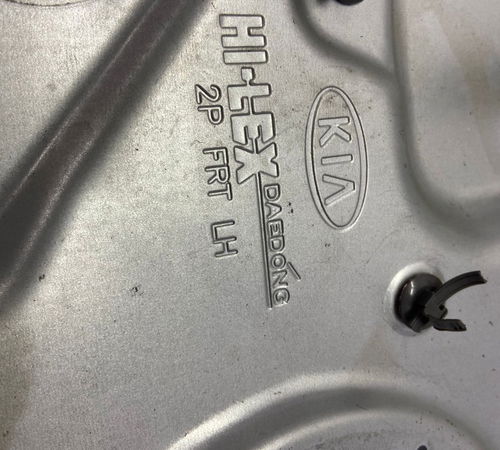 KIA
HI-LEX DAEDONG
2P FRT LH